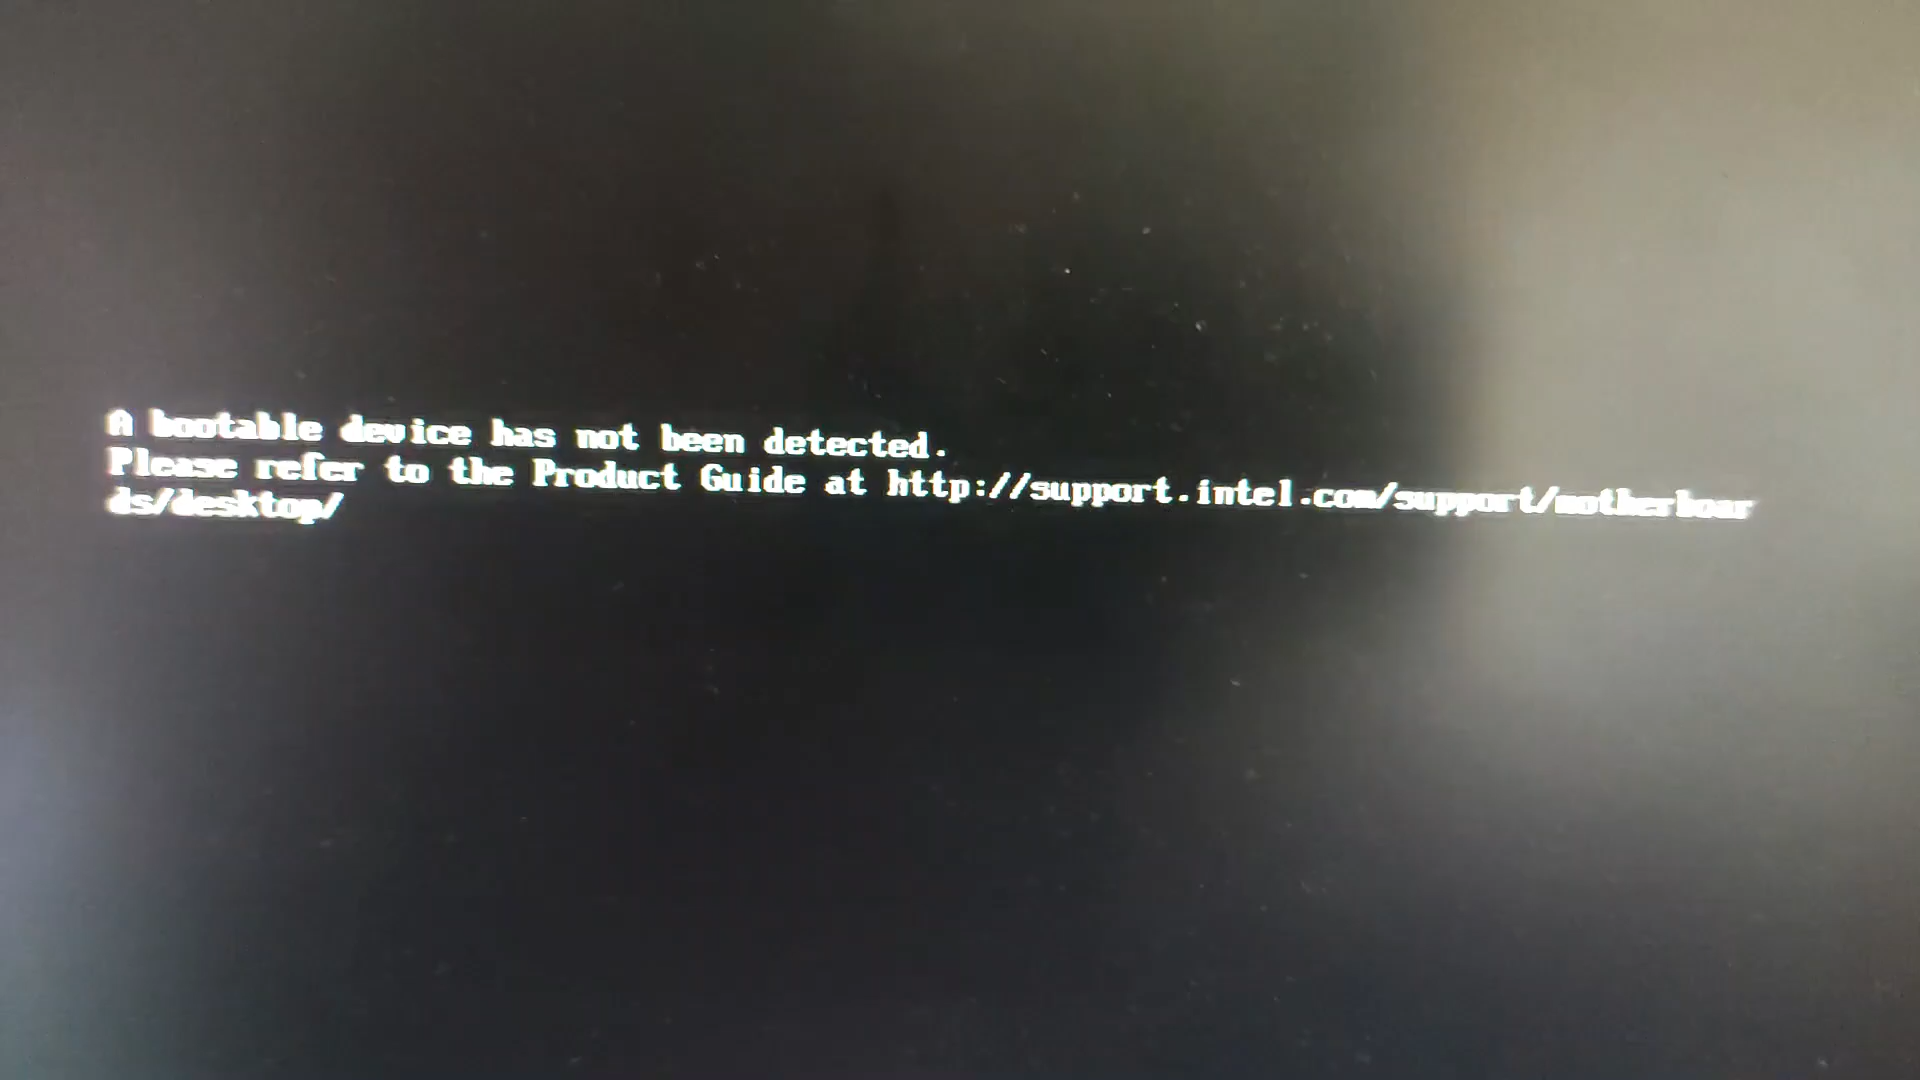 A bootable device has not been detected.
Please refer to the Product Guide at http://support.intel.com/support/motherboar
ds/desktop/